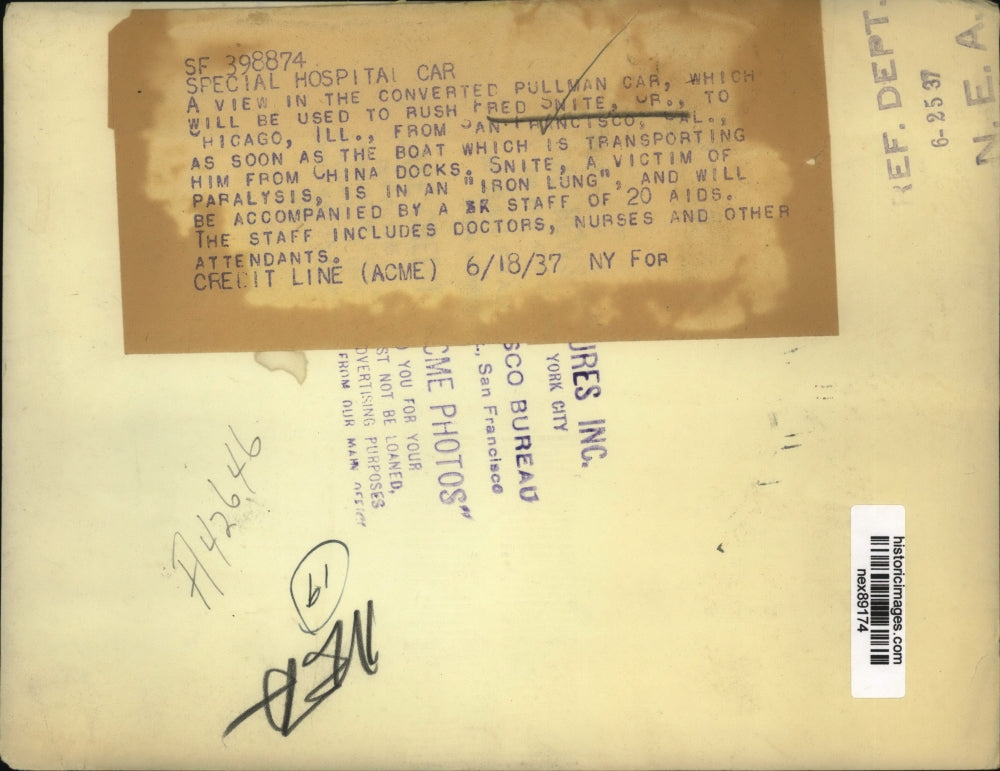 SF 398874
SPECIAL HOSPITAL CAR
A VIEW IN THE CONVERTED PULLMAN CAR, WHICH
WILL BE USED TO RUSH FRED SNITE, JR., TO
CHICAGO, ILL., FROM SAN FRANCISCO, CAL.,
AS SOON AS THE BOAT WHICH IS TRANSPORTING
HIM FROM CHINA DOCKS. SNITE, A VICTIM OF
PARALYSIS, IS IN AN "IRON LUNG", AND WILL
BE ACCOMPANIED BY A STAFF OF 20 AIDS.
THE STAFF INCLUDES DOCTORS, NURSES AND OTHER
ATTENDANTS.
CREDIT LINE (ACME) 6/18/37 NY FOR
REF. DEPT.
6-25-37
N. E. A.
URES INC.
YORK CITY
SCO BUREAU
., San Francisco
CME PHOTOS"
YOU FOR YOUR
ST NOT BE LOANED,
DVERTISING PURPOSES
FROM OUR MAIN OFFICE
19
historicimages.com
nex89174